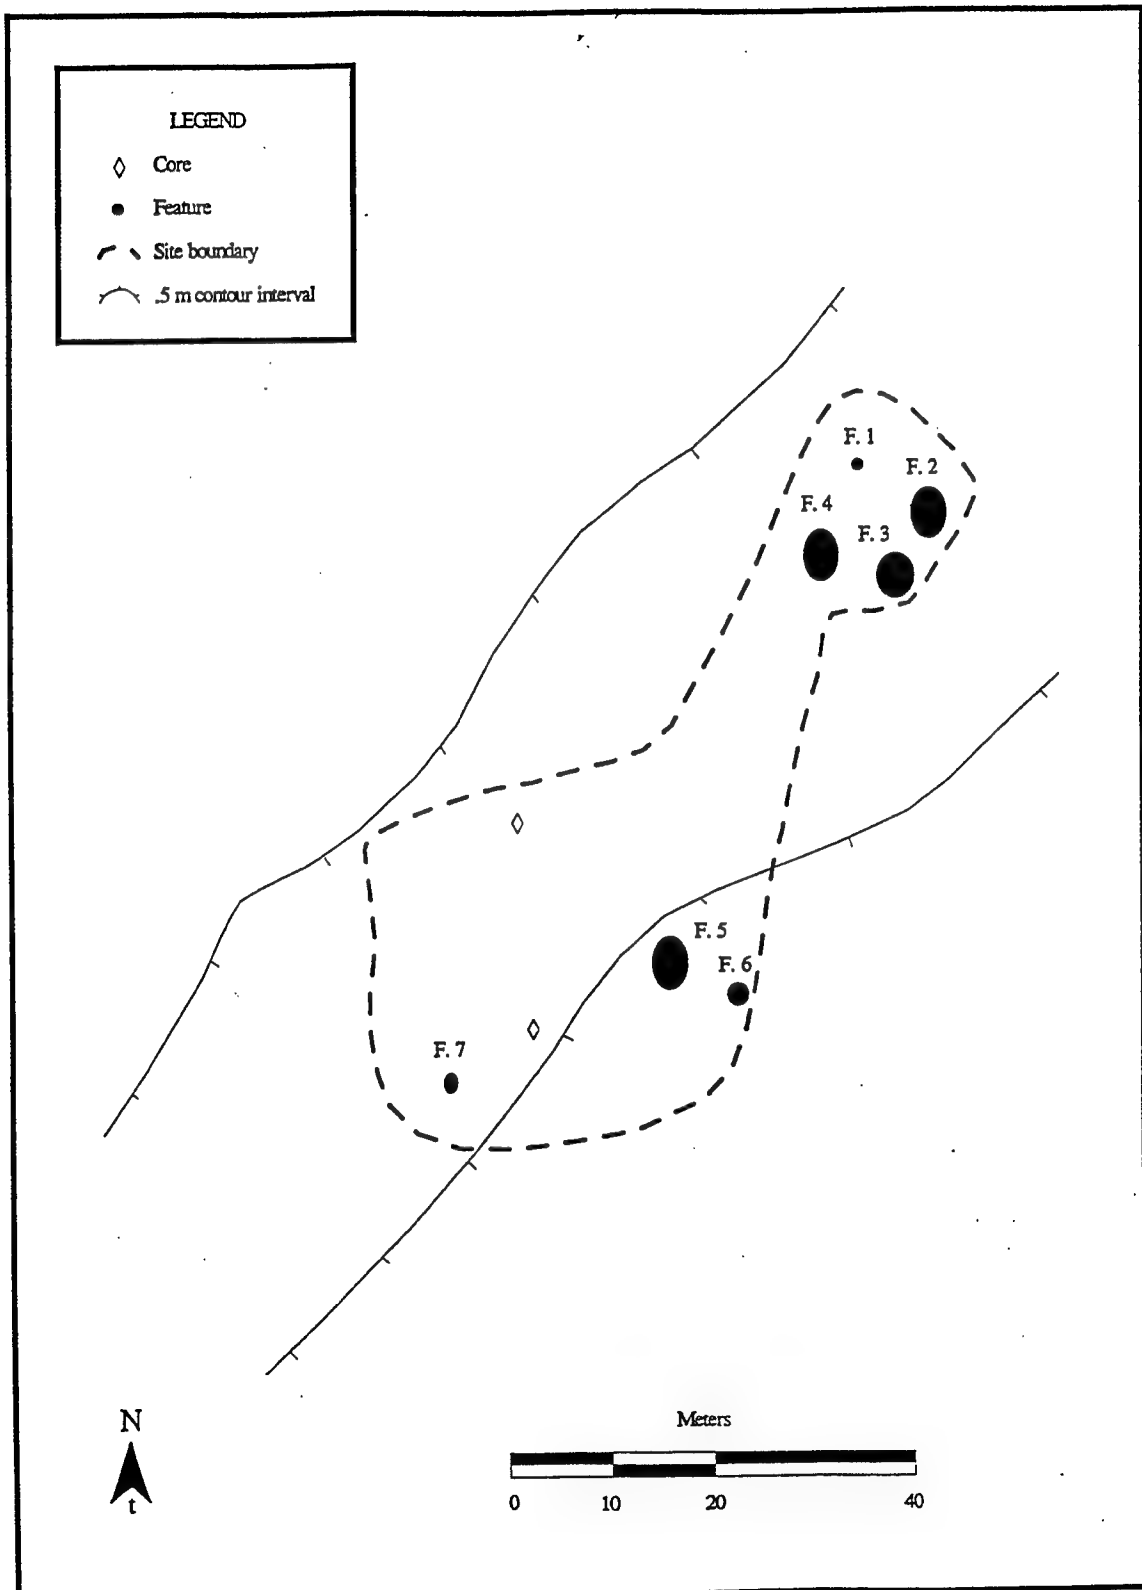 LEGEND
Core
Feature
Site boundary
.5 m contour interval
F. 1
F. 2
F. 4
F. 3
F. 5
F. 6
F. 7
N
t
Meters
0 10 20 40